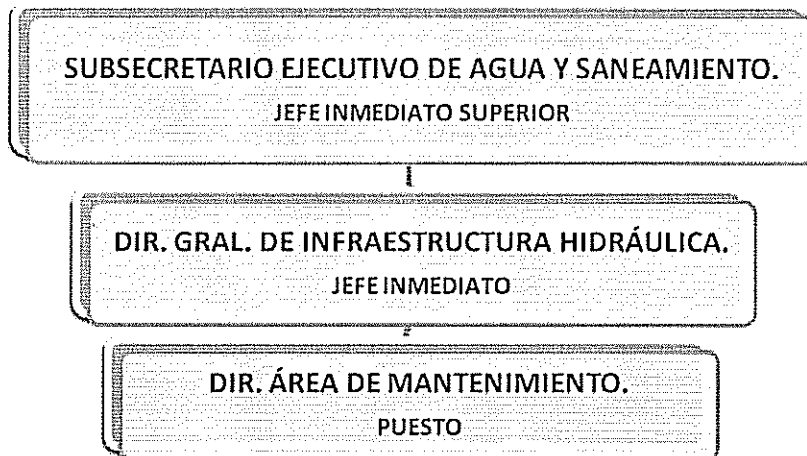 SUBSECRETARIO EJECUTIVO DE AGUA Y SANEAMIENTO.
JEFE INMEDIATO SUPERIOR
DIR. GRAL. DE INFRAESTRUCTURA HIDRÁULICA.
JEFE INMEDIATO
DIR. ÁREA DE MANTENIMIENTO.
PUESTO